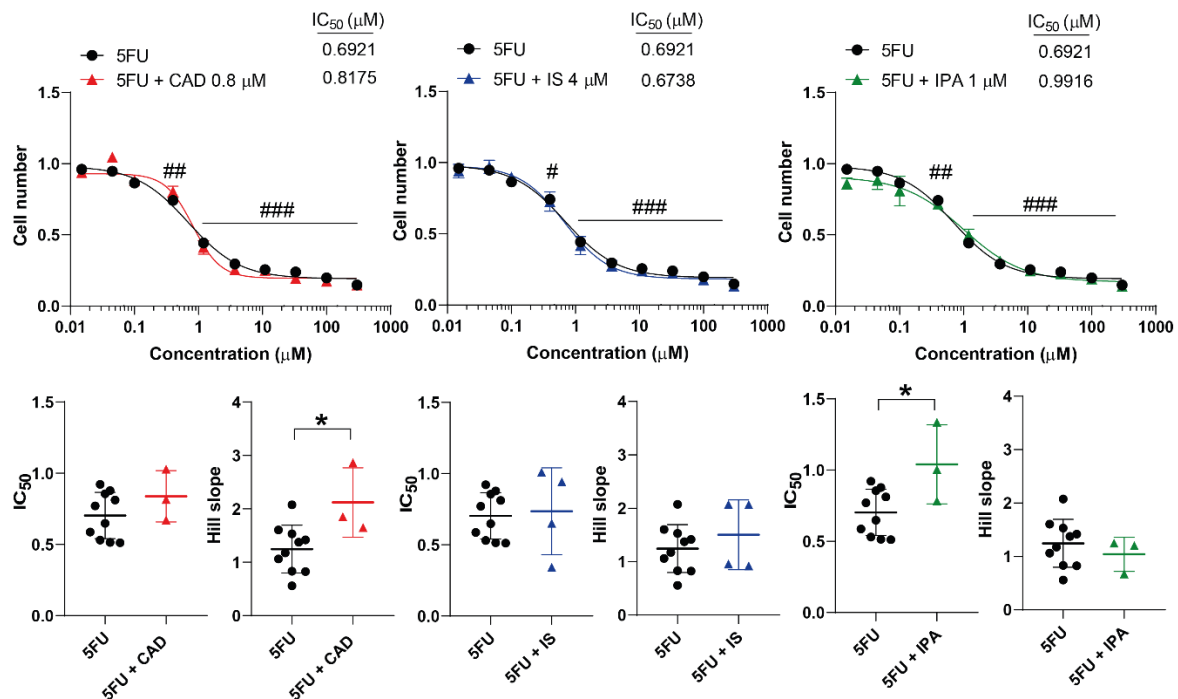 IC50 (µM)
5FU 0.6921
5FU + CAD 0.8 µM 0.8175
1.5
1.0
0.5
0.0
Cell number
##
###
0.01 0.1 1 10 100 1000
Concentration (µM)
IC50 (µM)
5FU 0.6921
5FU + IS 4 µM 0.6738
1.5
1.0
0.5
0.0
Cell number
#
###
0.01 0.1 1 10 100 1000
Concentration (µM)
IC50 (µM)
5FU 0.6921
5FU + IPA 1 µM 0.9916
1.5
1.0
0.5
0.0
Cell number
##
###
0.01 0.1 1 10 100 1000
Concentration (µM)
1.5
1.0
0.5
0.0
IC50
5FU
5FU + CAD
4
3
2
1
0
Hill slope
*
5FU
5FU + CAD
1.5
1.0
0.5
0.0
IC50
5FU
5FU + IS
4
3
2
1
0
Hill slope
5FU
5FU + IS
1.5
1.0
0.5
0.0
IC50
*
5FU
5FU + IPA
4
3
2
1
0
Hill slope
5FU
5FU + IPA